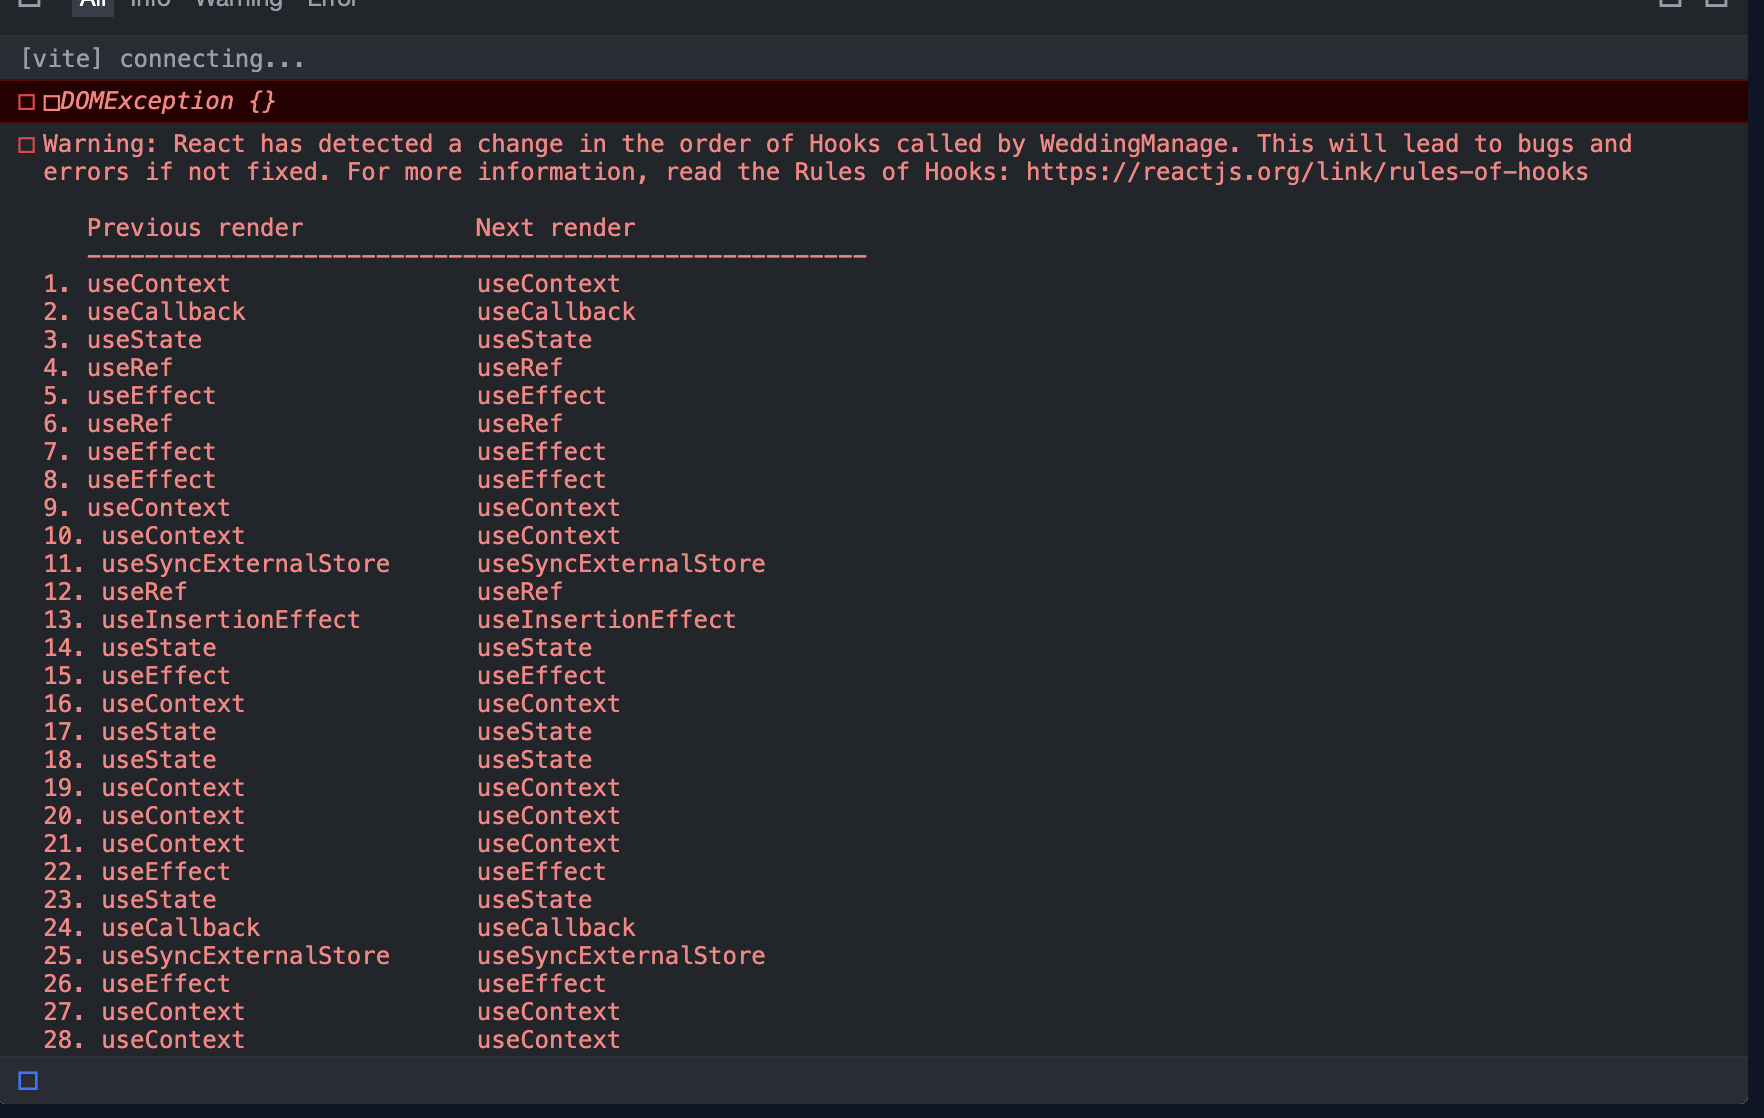 All Info Warning Error
[vite] connecting...
DOMException {}
Warning: React has detected a change in the order of Hooks called by WeddingManage. This will lead to bugs and
errors if not fixed. For more information, read the Rules of Hooks: https://reactjs.org/link/rules-of-hooks
Previous render Next render
------------------------------------------------------
1. useContext useContext
2. useCallback useCallback
3. useState useState
4. useRef useRef
5. useEffect useEffect
6. useRef useRef
7. useEffect useEffect
8. useEffect useEffect
9. useContext useContext
10. useContext useContext
11. useSyncExternalStore useSyncExternalStore
12. useRef useRef
13. useInsertionEffect useInsertionEffect
14. useState useState
15. useEffect useEffect
16. useContext useContext
17. useState useState
18. useState useState
19. useContext useContext
20. useContext useContext
21. useContext useContext
22. useEffect useEffect
23. useState useState
24. useCallback useCallback
25. useSyncExternalStore useSyncExternalStore
26. useEffect useEffect
27. useContext useContext
28. useContext useContext